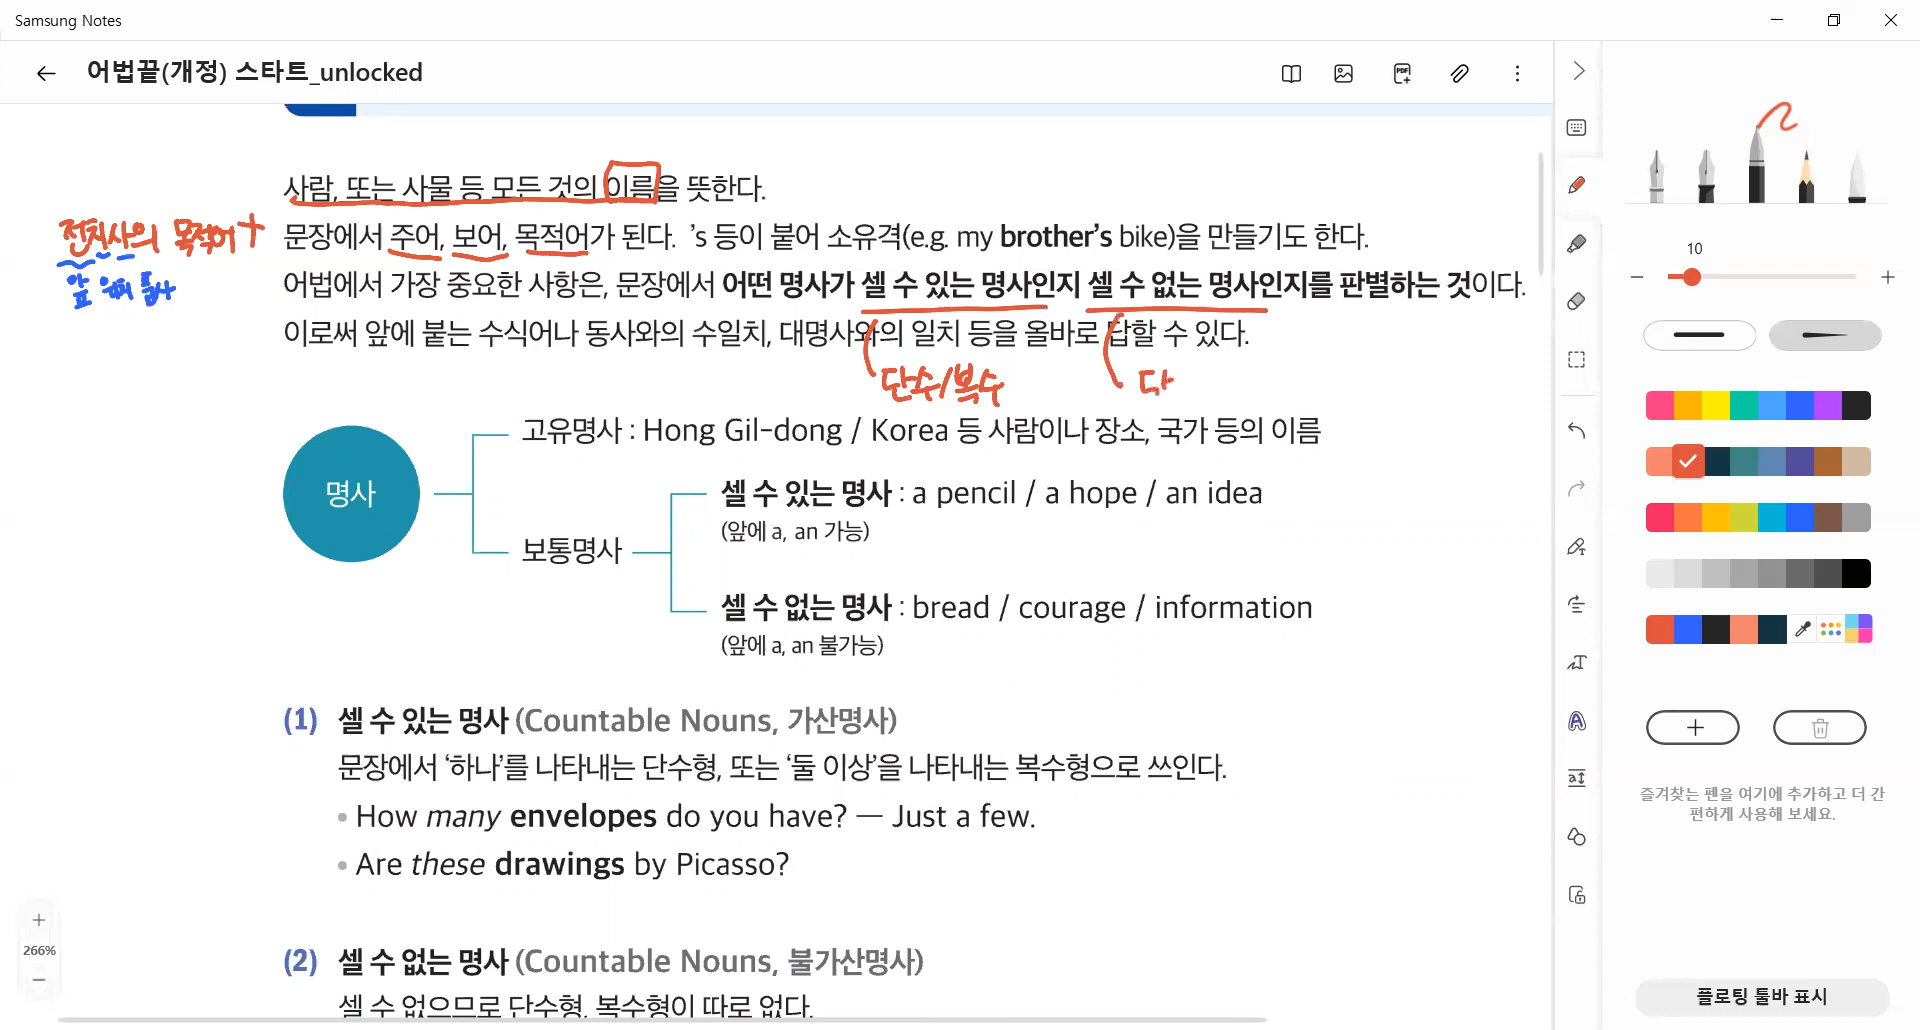 Samsung Notes
어법끝(개정) 스타트_unlocked
사람, 또는 사물 등 모든 것의 이름을 뜻한다.
전치사의 목적어+
문장에서 주어, 보어, 목적어가 된다. ’s 등이 붙어 소유격(e.g. my brother’s bike)을 만들기도 한다.
앞 위치 품사
어법에서 가장 중요한 사항은, 문장에서 어떤 명사가 셀 수 있는 명사인지 셀 수 없는 명사인지를 판별하는 것이다.
이로써 앞에 붙는 수식어나 동사와의 수일치, 대명사와의 일치 등을 올바로 답할 수 있다.
단수/복수
다
명사
고유명사 : Hong Gil-dong / Korea 등 사람이나 장소, 국가 등의 이름
보통명사
셀 수 있는 명사 : a pencil / a hope / an idea
(앞에 a, an 가능)
셀 수 없는 명사 : bread / courage / information
(앞에 a, an 불가능)
(1) 셀 수 있는 명사 (Countable Nouns, 가산명사)
문장에서 ‘하나’를 나타내는 단수형, 또는 ‘둘 이상’을 나타내는 복수형으로 쓰인다.
• How many envelopes do you have? — Just a few.
• Are these drawings by Picasso?
(2) 셀 수 없는 명사 (Countable Nouns, 불가산명사)
셀 수 없으므로 단수형, 복수형이 따로 없다.
266%
PDF
10
즐겨찾는 펜을 여기에 추가하고 더 간
편하게 사용해 보세요.
플로팅 툴바 표시